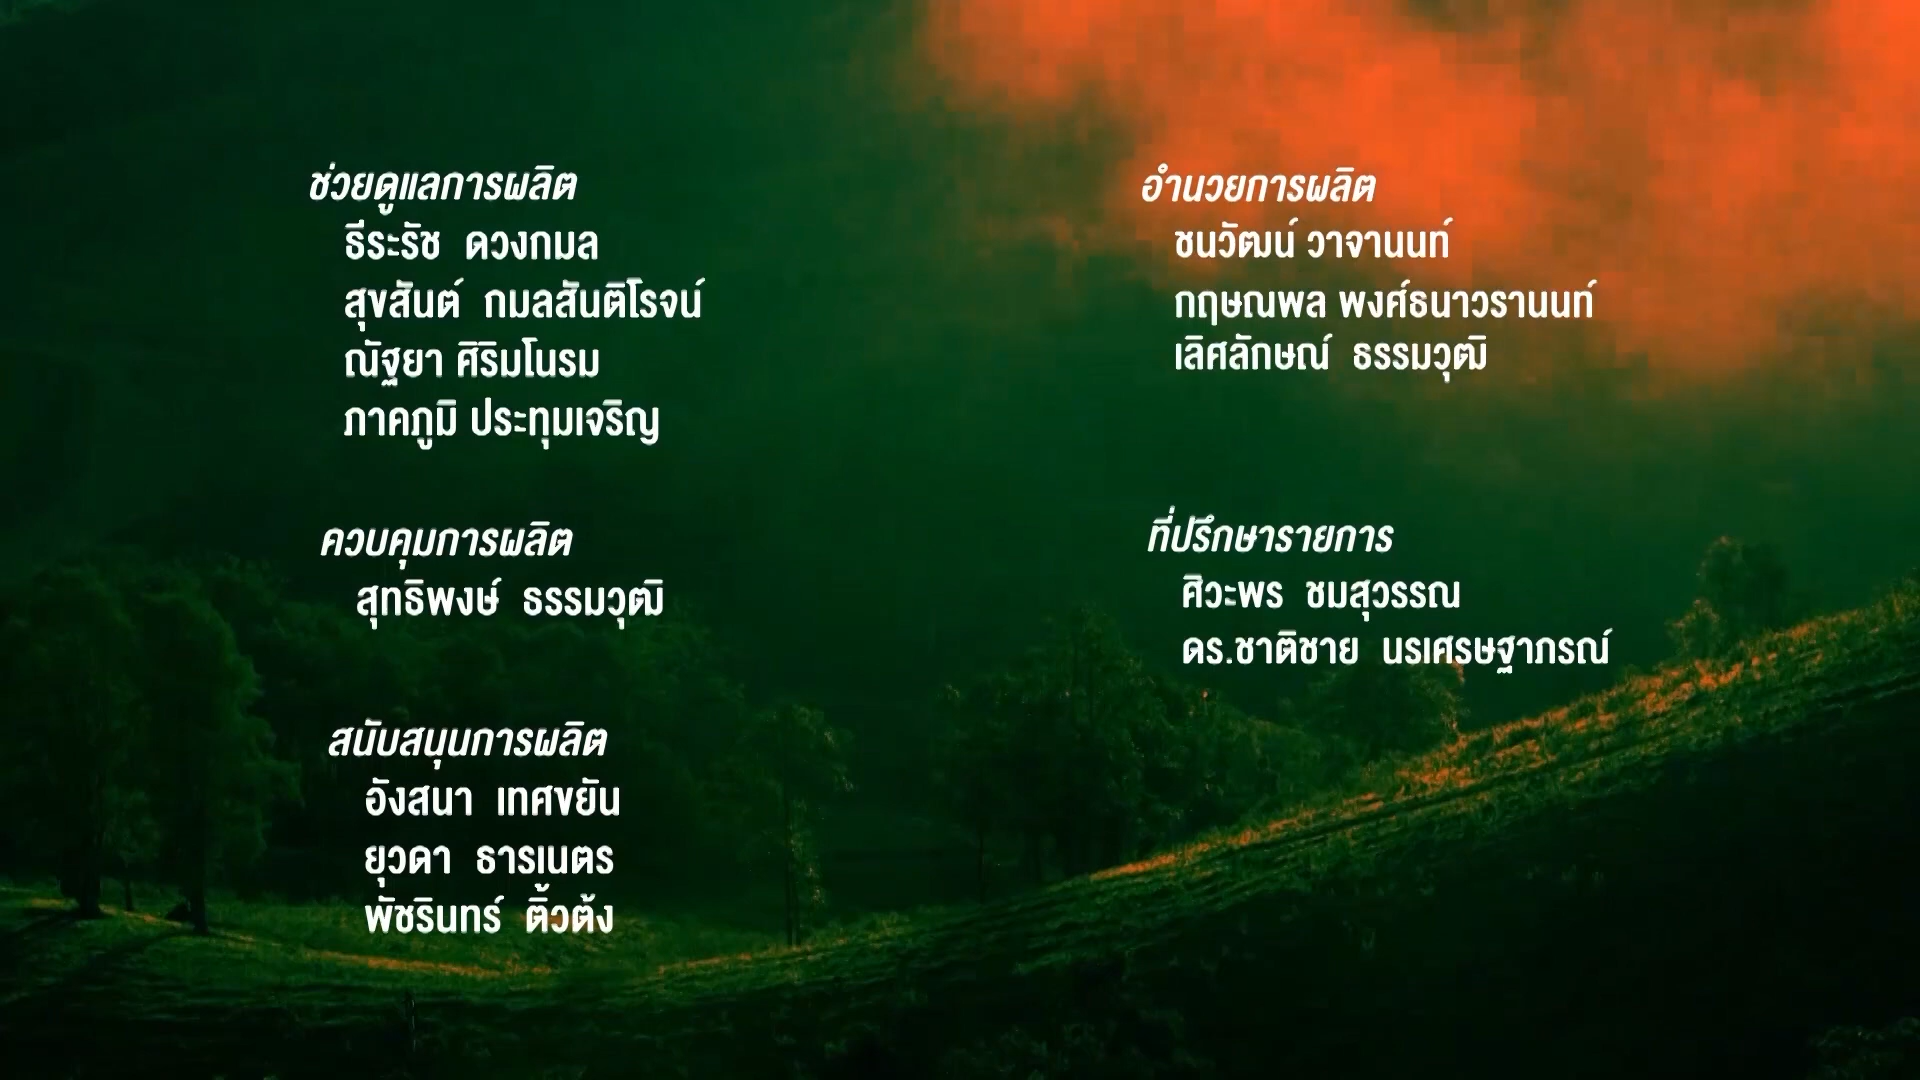 ช่วยดูแลการผลิต
ธีระรัช ดวงกมล
สุขสันต์ กมลสันติโรจน์
ณัฐยา ศิริมโนรม
ภาคภูมิ ประทุมเจริญ
ควบคุมการผลิต
สุทธิพงษ์ ธรรมวุฒิ
สนับสนุนการผลิต
อังสนา เทศขยัน
ยุวดา ธารเนตร
พัชรินทร์ ติ้วต้ง
อำนวยการผลิต
ชนวัฒน์ วาจานนท์
กฤษณพล พงศ์ธนาวรานนท์
เลิศลักษณ์ ธรรมวุฒิ
ที่ปรึกษารายการ
ศิวะพร ชมสุวรรณ
ดร.ชาติชาย นรเศรษฐาภรณ์